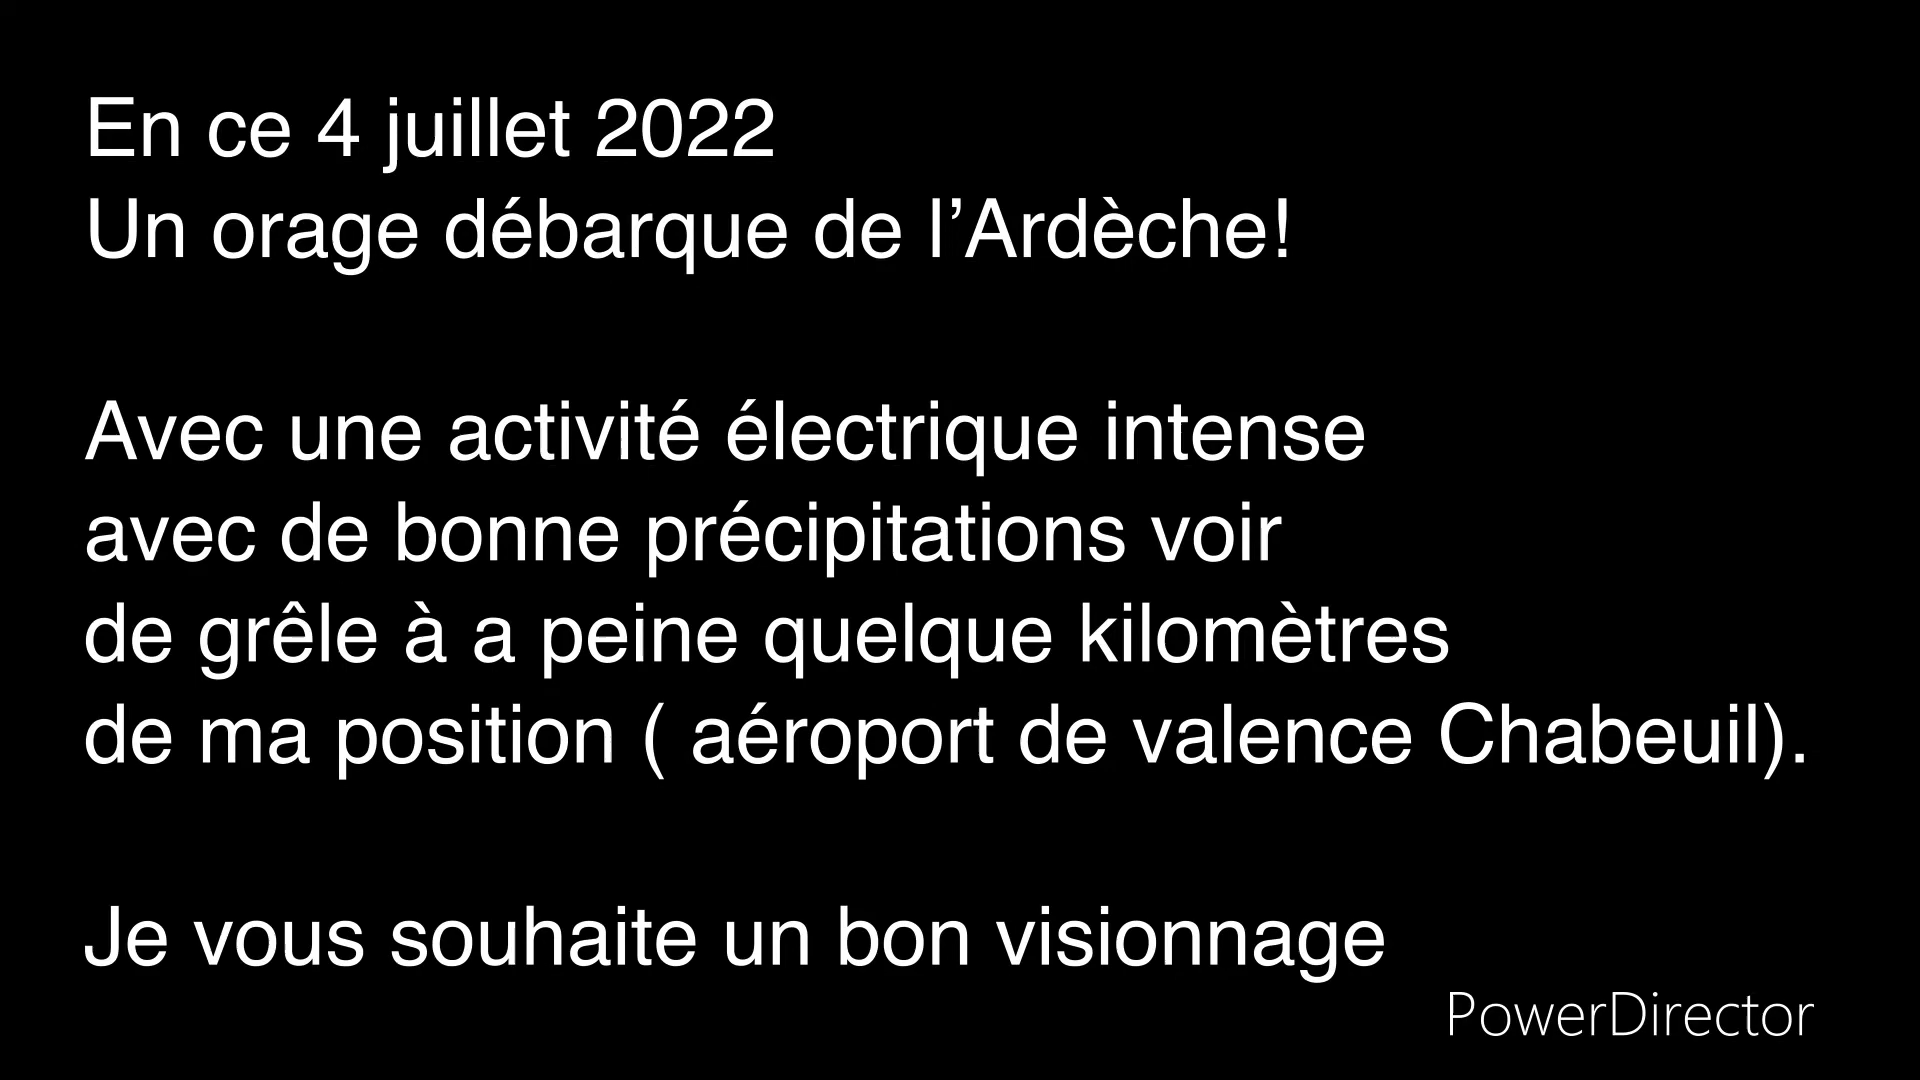 En ce 4 juillet 2022
Un orage débarque de l’Ardèche!
Avec une activité électrique intense
avec de bonne précipitations voir
de grêle à a peine quelque kilomètres
de ma position ( aéroport de valence Chabeuil).
Je vous souhaite un bon visionnage
PowerDirector